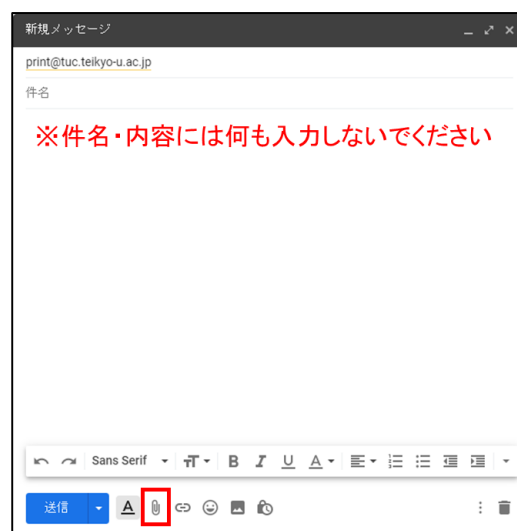 新規メッセージ
print@tuc.teikyo-u.ac.jp
件名
※件名・内容には何も入力しないでください
Sans Serif
送信